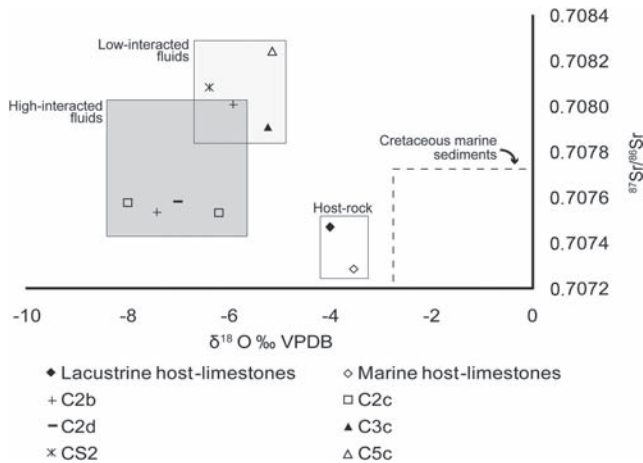 Low-interacted
fluids
High-interacted
fluids
Cretaceous marine
sediments
Host-rock
0.7084
0.7082
0.7080
0.7078
0.7076
0.7074
0.7072
⁸⁷Sr/⁸⁶Sr
-10 -8 -6 -4 -2 0
δ¹⁸ O ‰ VPDB
Lacustrine host-limestones
Marine host-limestones
C2b
C2c
C2d
C3c
CS2
C5c